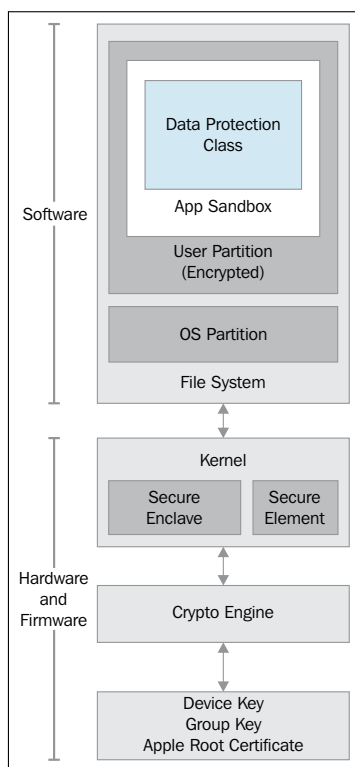 Data Protection
Class
App Sandbox
Software
User Partition
(Encrypted)
OS Partition
File System
Kernel
Secure
Enclave
Secure
Element
Hardware
and
Firmware
Crypto Engine
Device Key
Group Key
Apple Root Certificate